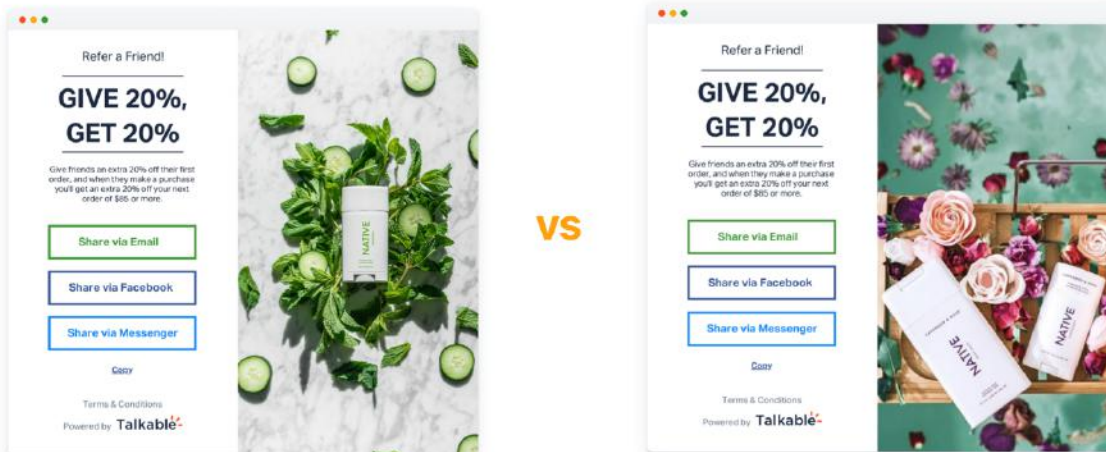 Refer a Friend!
GIVE 20%,
GET 20%
Give friends an extra 20% off their first
order, and when they make a purchase
you'll get an extra 20% off your next
order of $85 or more.
Share via Email
Share via Facebook
Share via Messenger
Copy
Terms & Conditions
Powered by Talkable
NATIVE
vs
Refer a Friend!
GIVE 20%,
GET 20%
Give friends an extra 20% off their first
order, and when they make a purchase
you'll get an extra 20% off your next
order of $85 or more.
Share via Email
Share via Facebook
Share via Messenger
Copy
Terms & Conditions
Powered by Talkable
LAVENDER & ROSE
NATIVE
NATIVE